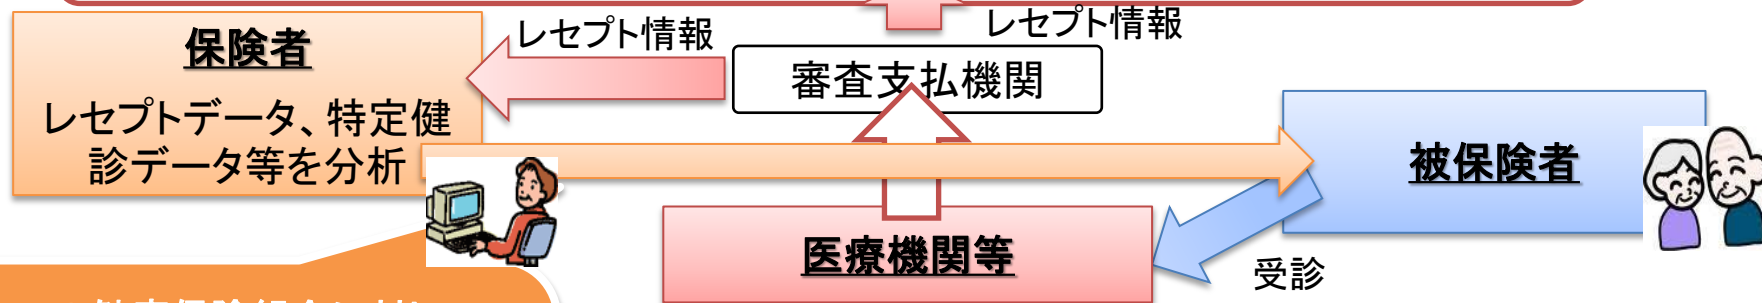 レセプト情報
保険者
レセプト情報
審査支払機関
レセプトデータ、特定健
診データ等を分析
被保険者
医療機関等
受診